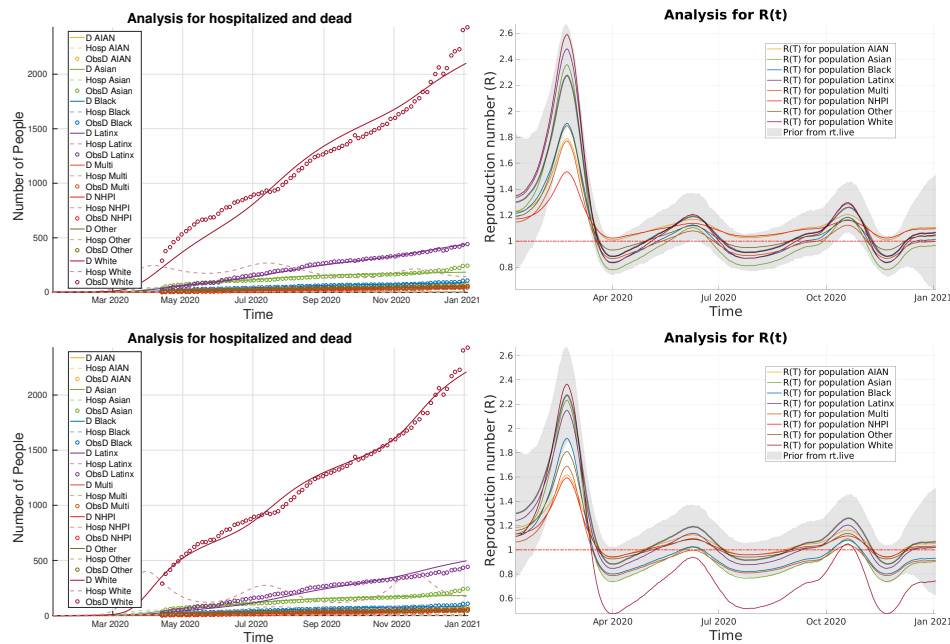 Analysis for hospitalized and dead
Number of People
2000
1500
1000
500
0
D AIAN
Hosp AIAN
ObsD AIAN
D Asian
Hosp Asian
ObsD Asian
D Black
Hosp Black
ObsD Black
D Latinx
Hosp Latinx
ObsD Latinx
D Multi
Hosp Multi
ObsD Multi
D NHPI
Hosp NHPI
ObsD NHPI
D Other
Hosp Other
ObsD Other
D White
Hosp White
ObsD White
Mar 2020 May 2020 Jul 2020 Sep 2020 Nov 2020 Jan 2021
Time
Analysis for R(t)
Reproduction number (R)
2.6
2.4
2.2
2
1.8
1.6
1.4
1.2
1
0.8
R(T) for population AIAN
R(T) for population Asian
R(T) for population Black
R(T) for population Latinx
R(T) for population Multi
R(T) for population NHPI
R(T) for population Other
R(T) for population White
Prior from rt.live
Apr 2020 Jul 2020 Oct 2020 Jan 2021
Time
Analysis for hospitalized and dead
Number of People
2000
1500
1000
500
0
D AIAN
Hosp AIAN
ObsD AIAN
D Asian
Hosp Asian
ObsD Asian
D Black
Hosp Black
ObsD Black
D Latinx
Hosp Latinx
ObsD Latinx
D Multi
Hosp Multi
ObsD Multi
D NHPI
Hosp NHPI
ObsD NHPI
D Other
Hosp Other
ObsD Other
D White
Hosp White
ObsD White
Mar 2020 May 2020 Jul 2020 Sep 2020 Nov 2020 Jan 2021
Time
Analysis for R(t)
Reproduction number (R)
2.6
2.4
2.2
2
1.8
1.6
1.4
1.2
1
0.8
0.6
R(T) for population AIAN
R(T) for population Asian
R(T) for population Black
R(T) for population Latinx
R(T) for population Multi
R(T) for population NHPI
R(T) for population Other
R(T) for population White
Prior from rt.live
Apr 2020 Jul 2020 Oct 2020 Jan 2021
Time